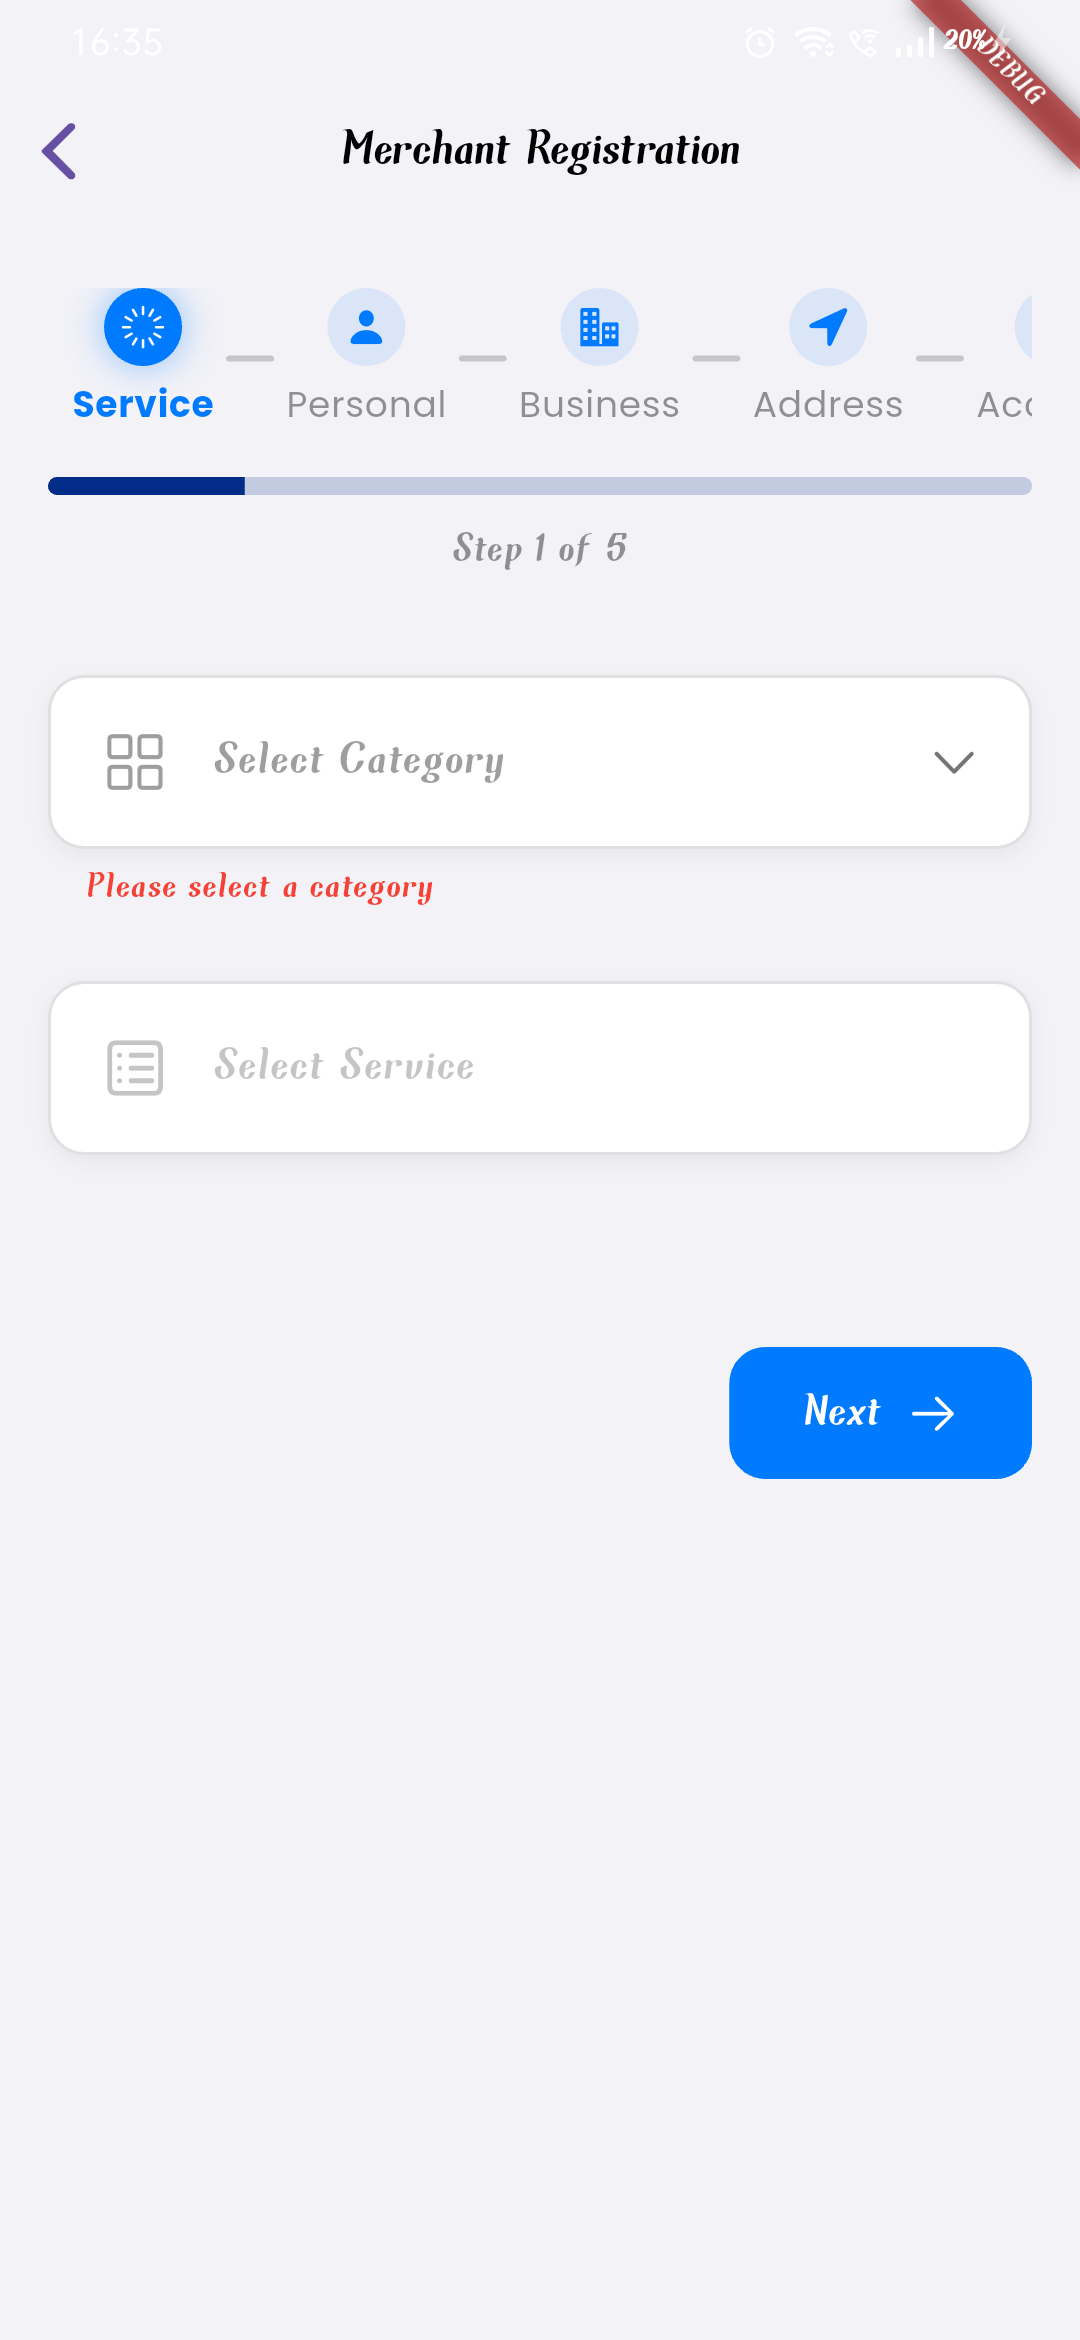 16:35
20%
DEBUG
Merchant Registration
Service Personal Business Address Acc
Step 1 of 5
Select Category
Please select a category
Select Service
Next